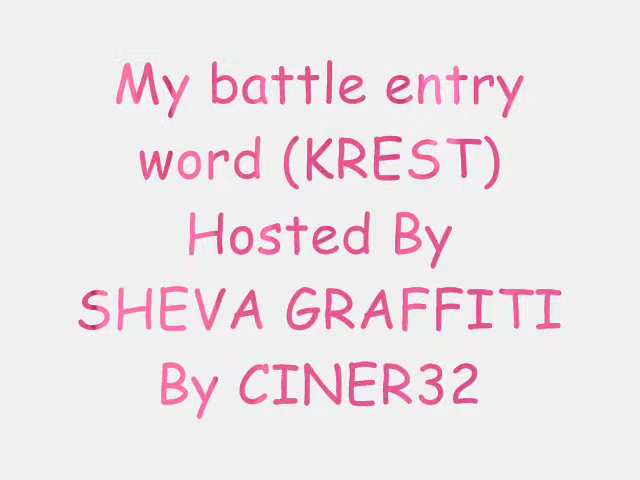 My battle entry
word (KREST)
Hosted By
SHEVA GRAFFITI
By CINER32